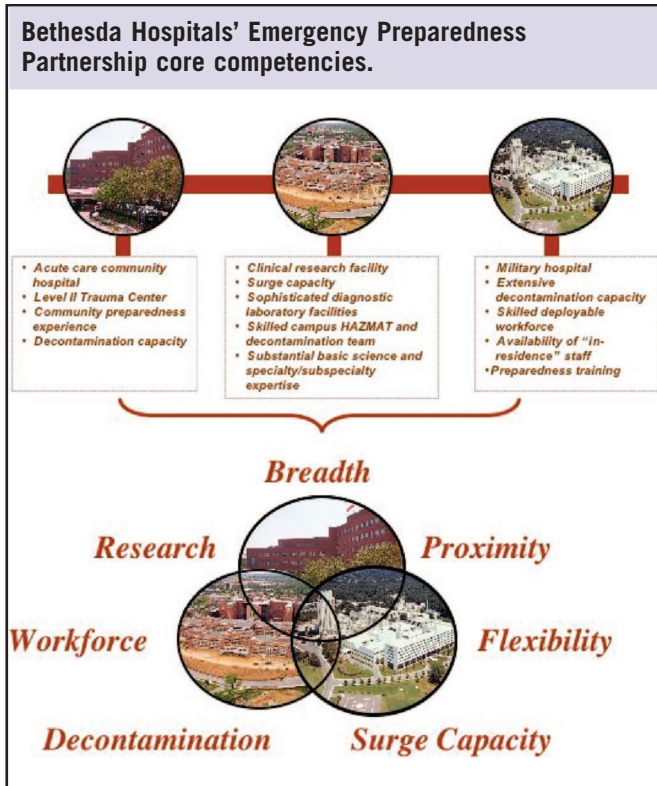 Bethesda Hospitals' Emergency Preparedness
Partnership core competencies.
• Acute care community
hospital
• Level II Trauma Center
• Community preparedness
experience
• Decontamination capacity
• Clinical research facility
• Surge capacity
• Sophisticated diagnostic
laboratory facilities
• Skilled campus HAZMAT and
decontamination team
• Substantial basic science and
specialty/subspecialty
expertise
• Military hospital
• Extensive
decontamination capacity
• Skilled deployable
workforce
• Availability of "in-
residence" staff
•Preparedness training
Breadth
Research
Proximity
Workforce
Flexibility
Decontamination
Surge Capacity